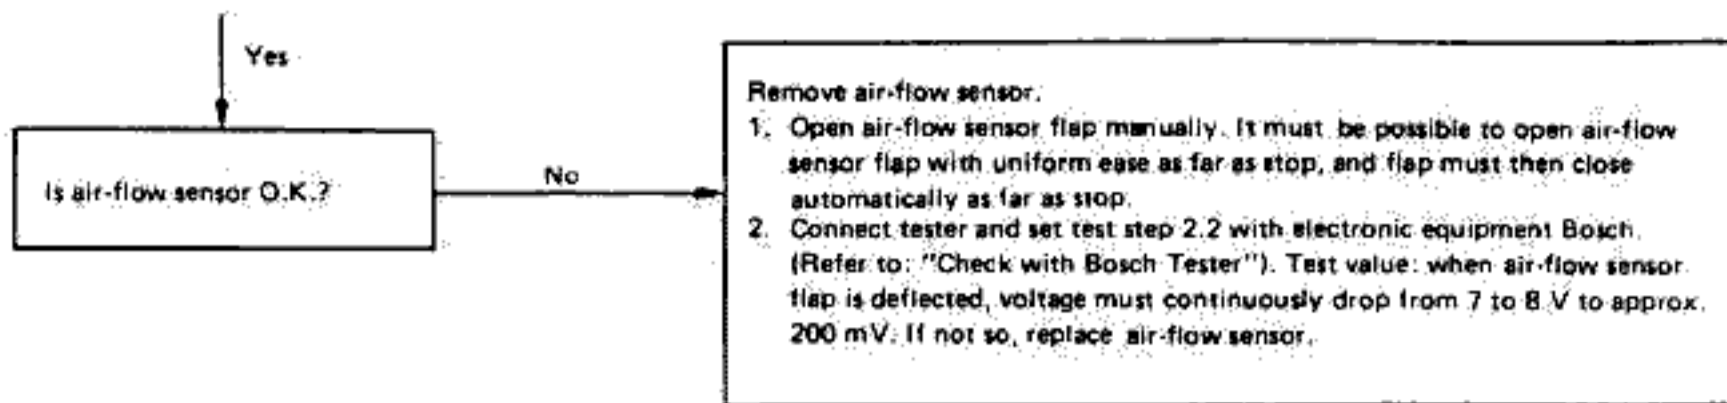 Yes
Is air-flow sensor O.K.?
No
Remove air-flow sensor.
1. Open air-flow sensor flap manually. It must be possible to open air-flow
sensor flap with uniform ease as far as stop, and flap must then close
automatically as far as stop.
2. Connect tester and set test step 2.2 with electronic equipment Bosch.
(Refer to: "Check with Bosch Tester"). Test value: when air-flow sensor
flap is deflected, voltage must continuously drop from 7 to 8 V to approx.
200 mV. If not so, replace air-flow sensor.